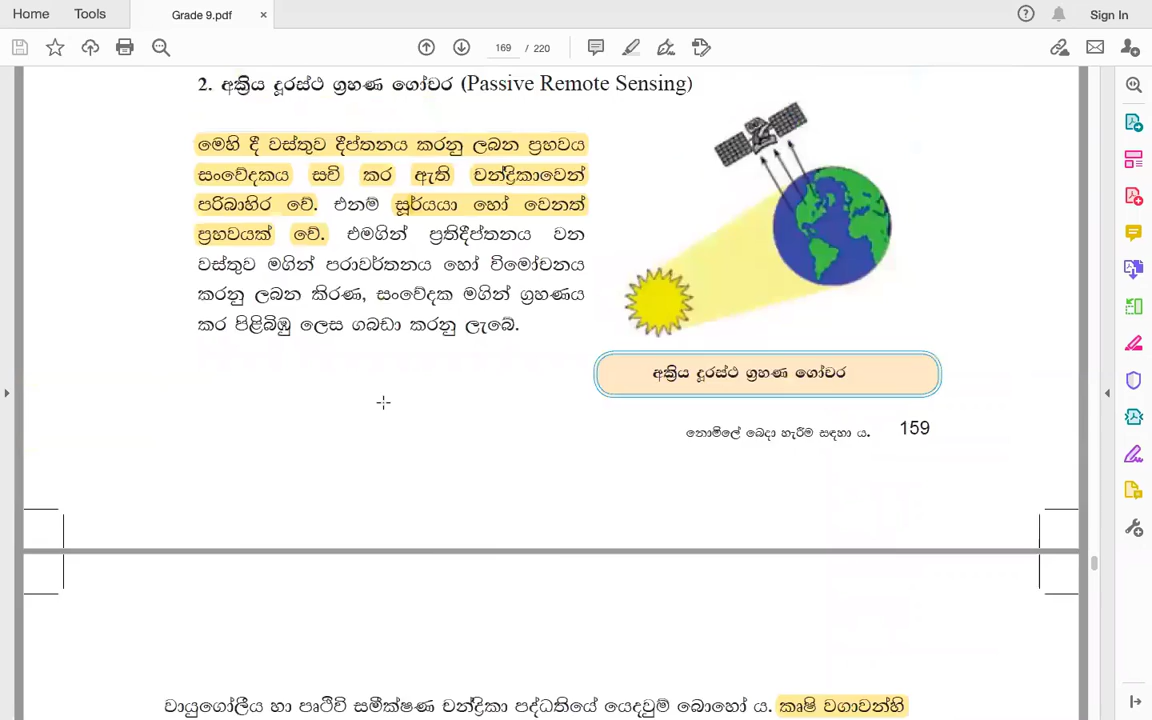 Home
Tools
Grade 9.pdf
×
Sign In
169 / 220
2. අක්‍රිය දූරස්ථ ග්‍රහණ ගෝචර (Passive Remote Sensing)
මෙහි දී වස්තුව දීප්තනය කරනු ලබන ප්‍රභවය
සංවේදකය සවි කර ඇති චන්ද්‍රිකාවෙන්
පරිබාහිර වේ. එනම් සූර්යයා හෝ වෙනත්
ප්‍රභවයක් වේ. එමගින් ප්‍රතිදීප්තනය වන
වස්තුව මගින් පරාවර්තනය හෝ විමෝචනය
කරනු ලබන කිරණ, සංවේදක මගින් ග්‍රහණය
කර පිළිබිඹු ලෙස ගබඩා කරනු ලැබේ.
අක්‍රිය දූරස්ථ ග්‍රහණ ගෝචර
නොමිලේ බෙදා හැරීම සඳහා ය. 159
වායුගෝලීය හා පෘථිවි සමීක්ෂණ චන්ද්‍රිකා පද්ධතියේ යෙදවුම් බොහෝ ය. කෘෂි වගාවන්හි